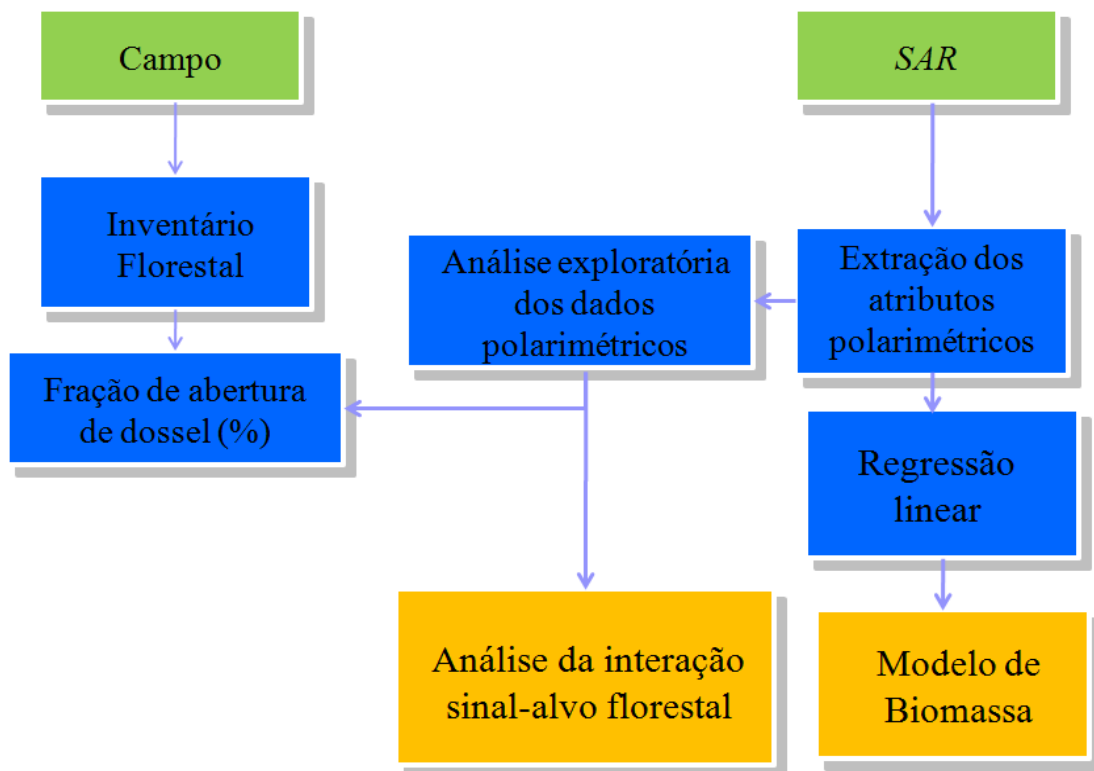 Campo
SAR
Inventário
Florestal
Análise exploratória
dos dados
polarimétricos
Extração dos
atributos
polarimétricos
Fração de abertura
de dossel (%)
Regressão
linear
Análise da interação
sinal-alvo florestal
Modelo de
Biomassa